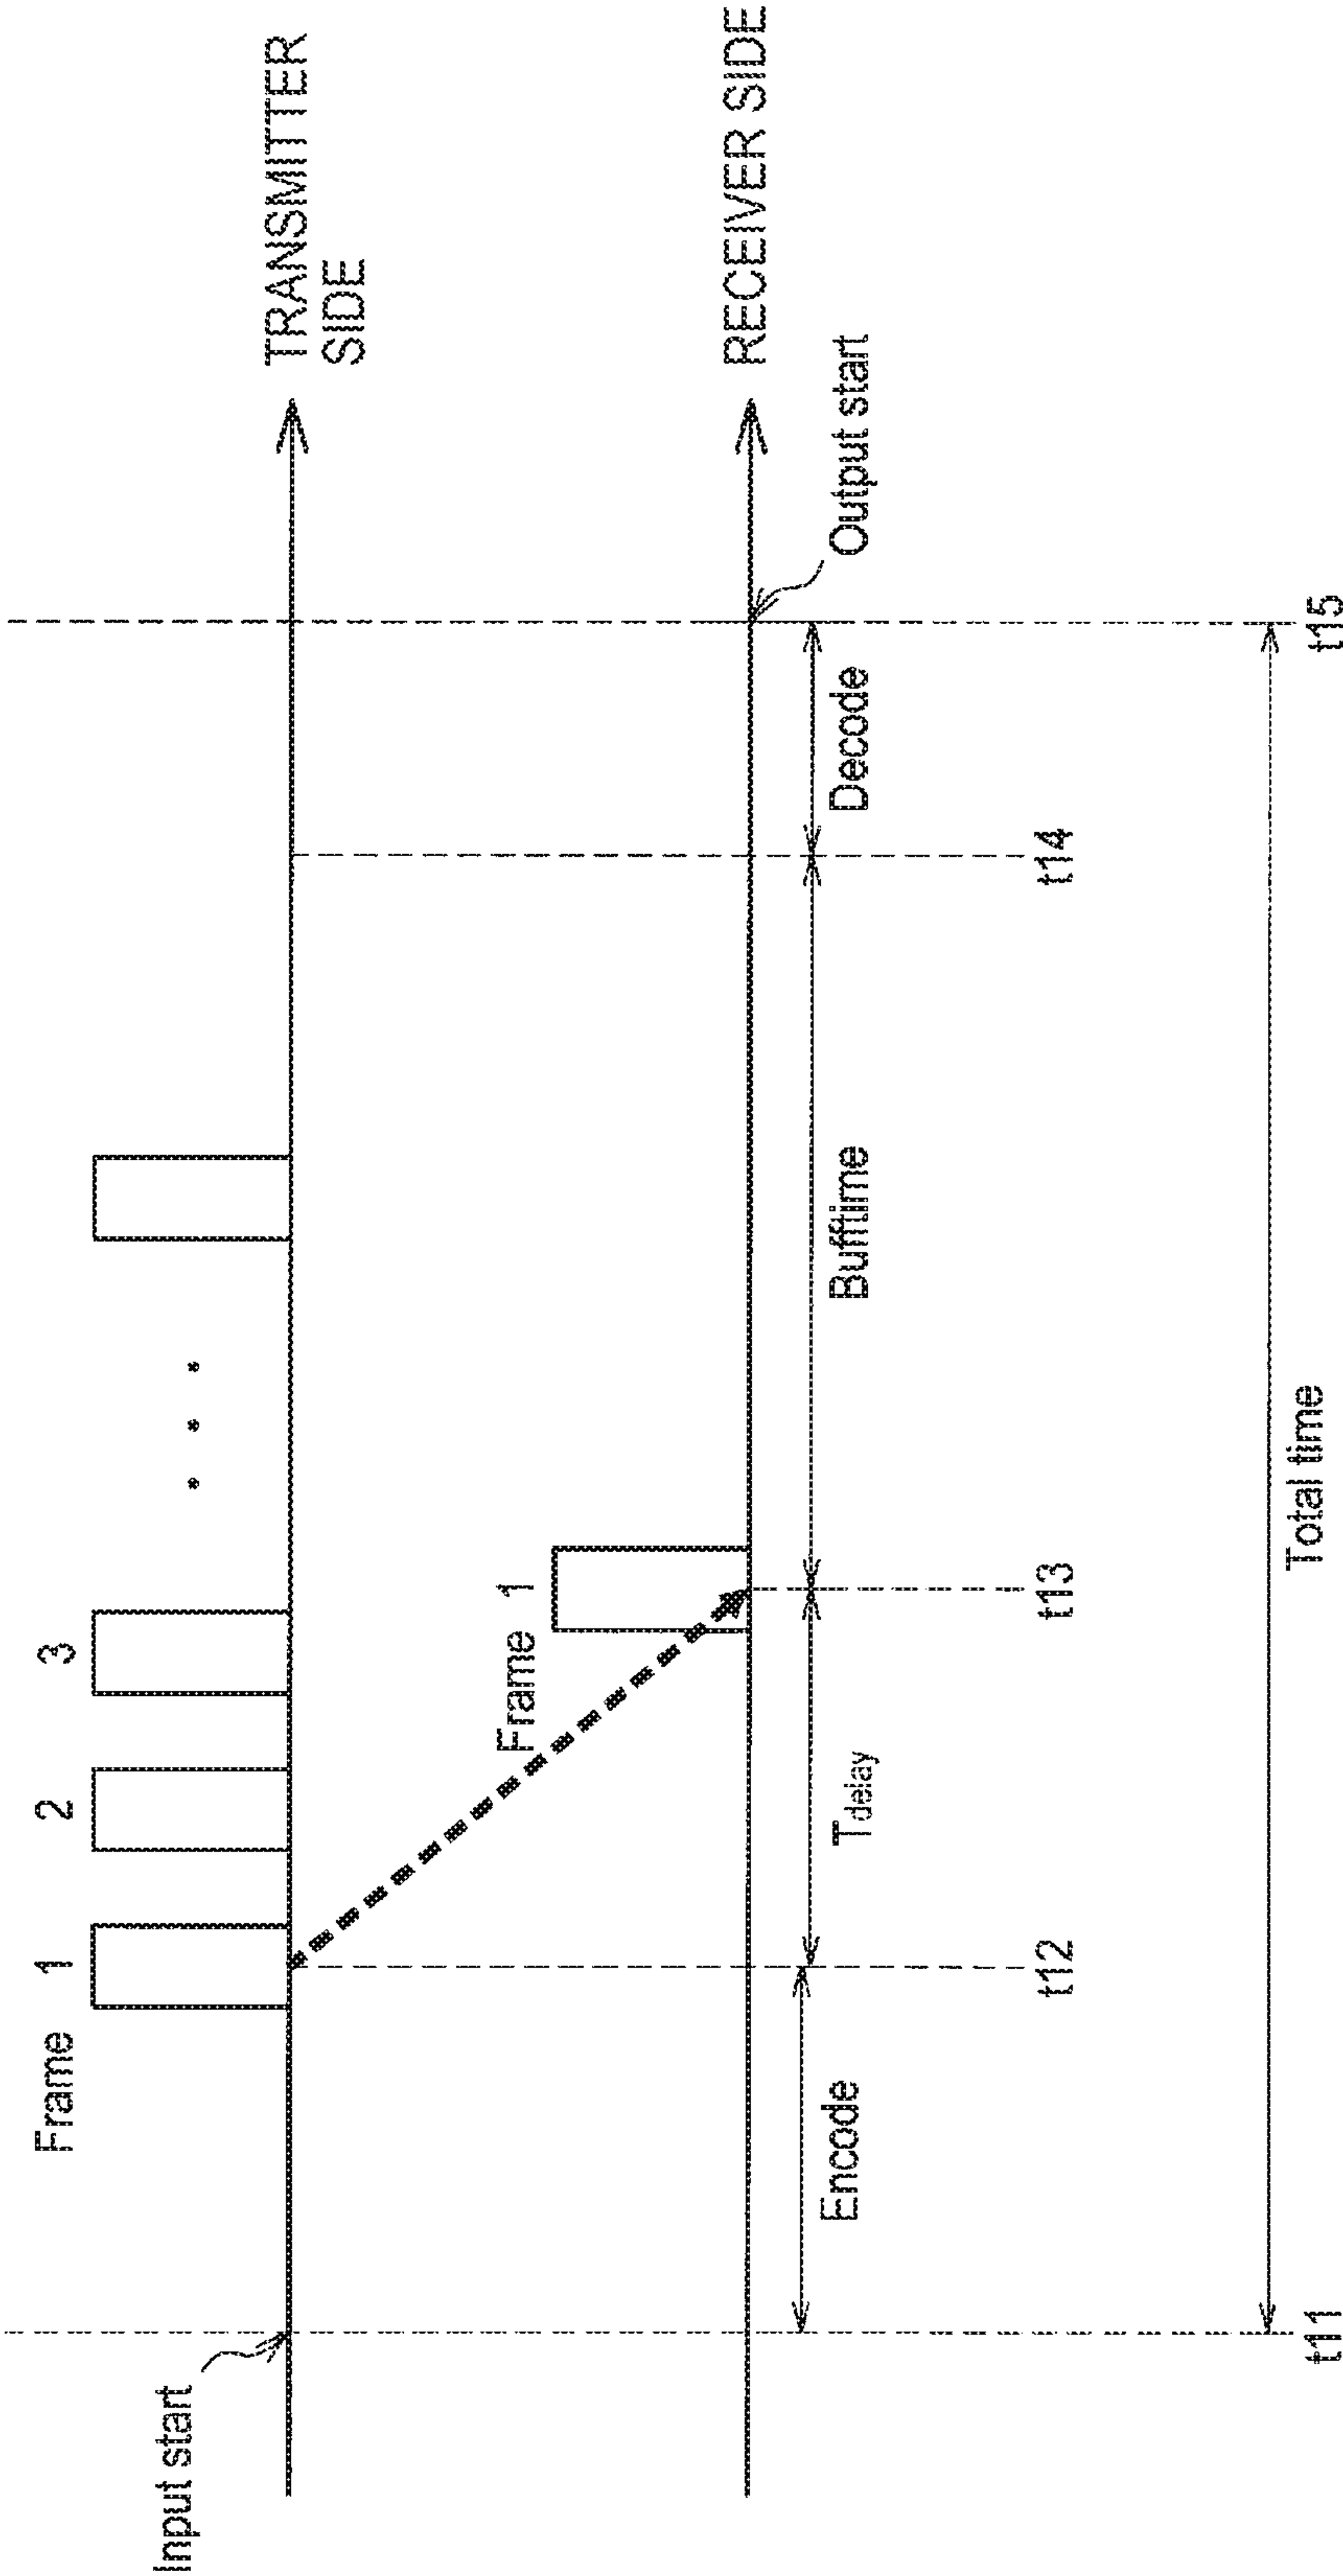 Frame 1 2 3
Input start
TRANSMITTER
SIDE
Frame 1
RECEIVER SIDE
Output start
Encode
Tdelay
Bufftime
Decode
t12
t13
t14
Total time
t11
t15